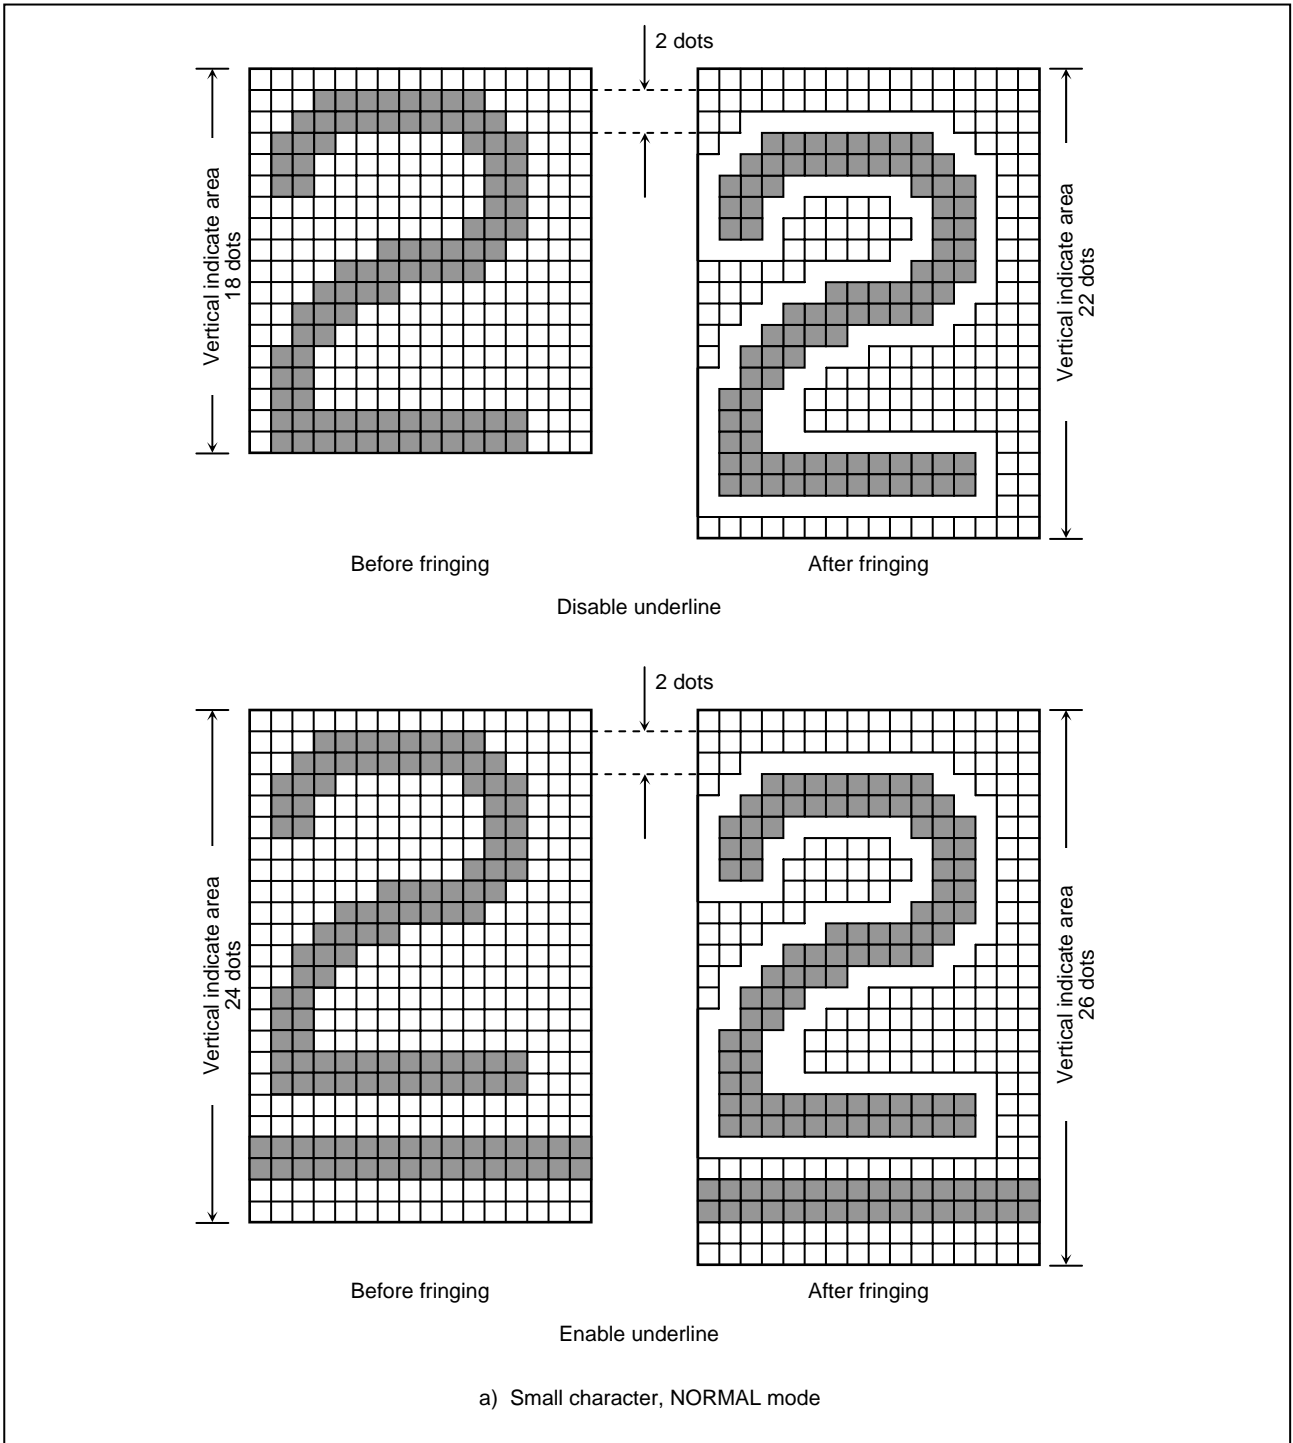 2 dots
Vertical indicate area
18 dots
Vertical indicate area
22 dots
Before fringing
After fringing
Disable underline
2 dots
Vertical indicate area
24 dots
Vertical indicate area
26 dots
Before fringing
After fringing
Enable underline
a) Small character, NORMAL mode